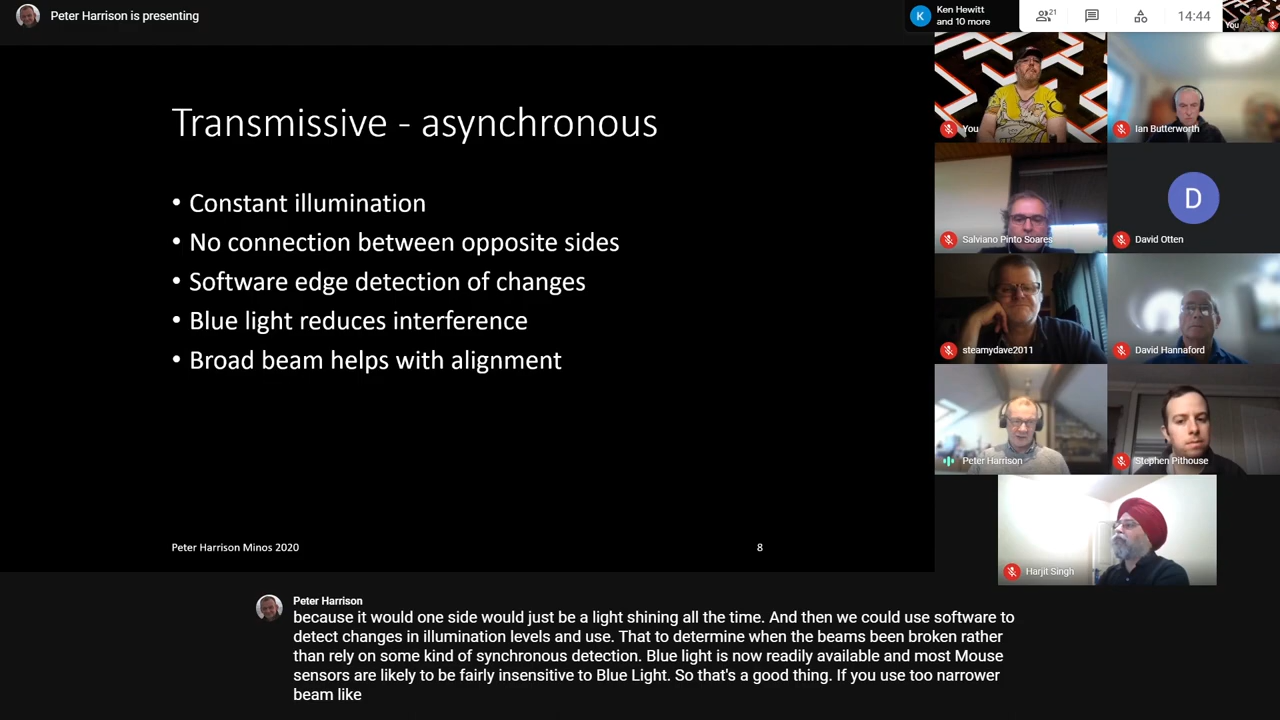 Peter Harrison is presenting
K
Ken Hewitt
and 10 more
21
14:44
You
Transmissive - asynchronous
• Constant illumination
• No connection between opposite sides
• Software edge detection of changes
• Blue light reduces interference
• Broad beam helps with alignment
Peter Harrison Minos 2020
8
You
Ian Butterworth
Salviano Pinto Soares
D
David Otten
steamydave2011
David Hannaford
Peter Harrison
Stephen Pithouse
Harjit Singh
Peter Harrison
because it would one side would just be a light shining all the time. And then we could use software to
detect changes in illumination levels and use. That to determine when the beams been broken rather
than rely on some kind of synchronous detection. Blue light is now readily available and most Mouse
sensors are likely to be fairly insensitive to Blue Light. So that's a good thing. If you use too narrower
beam like